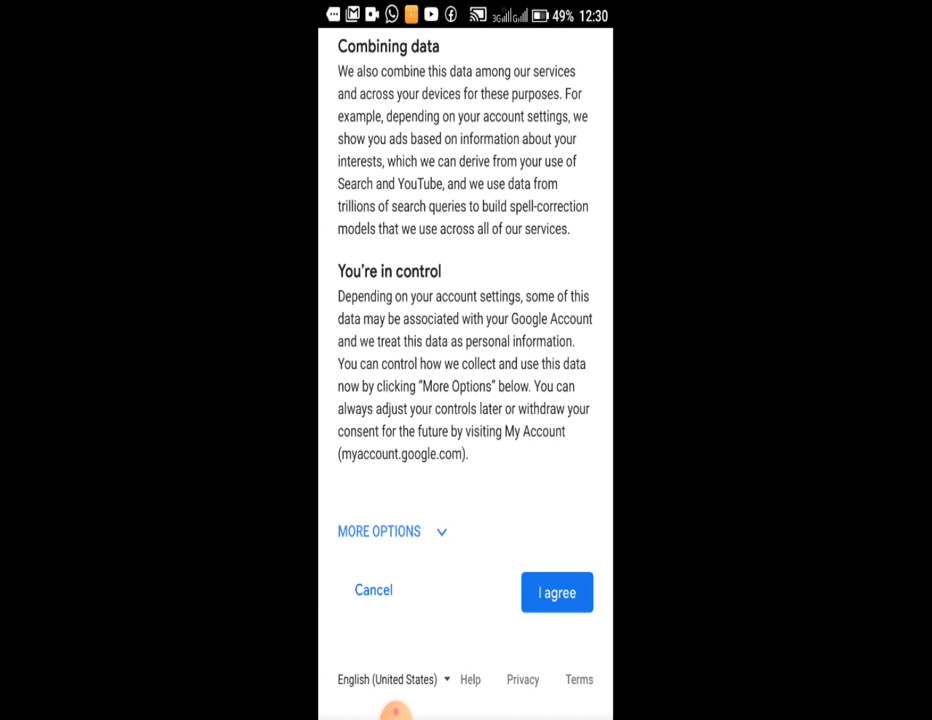 3G G 49% 12:30
Combining data
We also combine this data among our services
and across your devices for these purposes. For
example, depending on your account settings, we
show you ads based on information about your
interests, which we can derive from your use of
Search and YouTube, and we use data from
trillions of search queries to build spell-correction
models that we use across all of our services.
You're in control
Depending on your account settings, some of this
data may be associated with your Google Account
and we treat this data as personal information.
You can control how we collect and use this data
now by clicking “More Options” below. You can
always adjust your controls later or withdraw your
consent for the future by visiting My Account
(myaccount.google.com).
MORE OPTIONS
Cancel I agree
English (United States) Help Privacy Terms